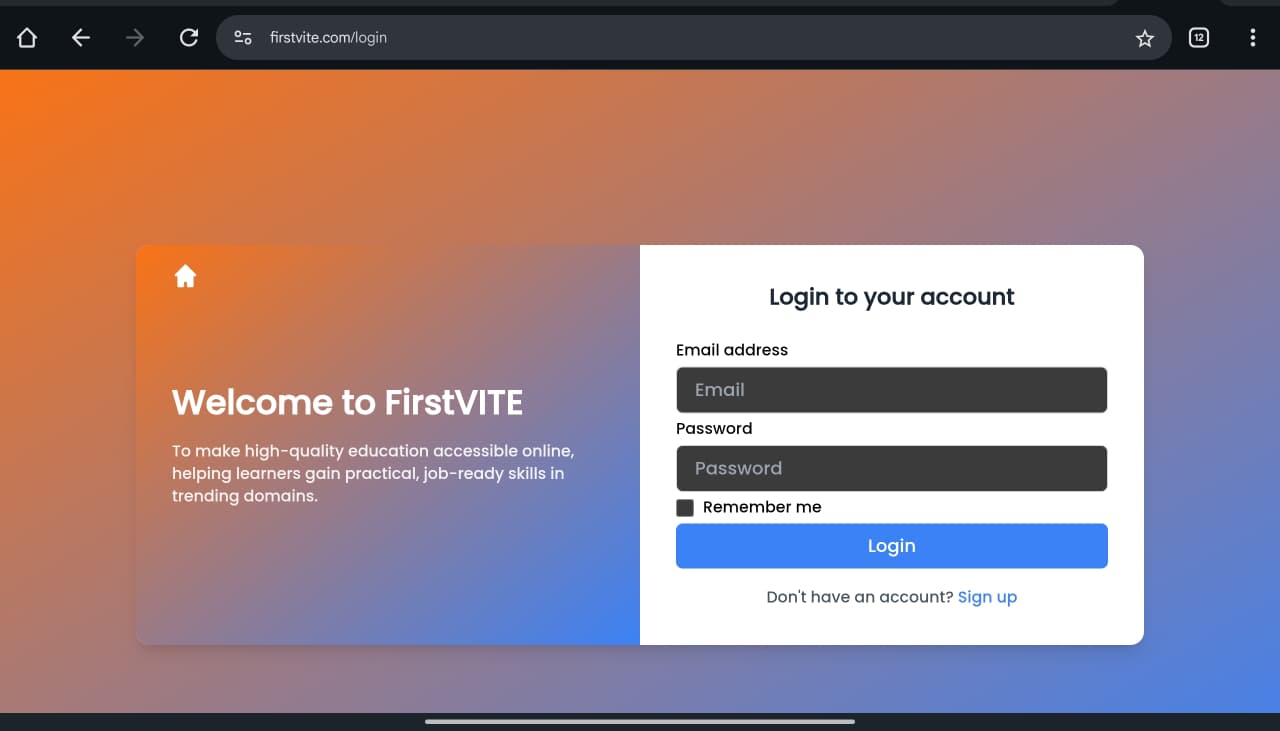 firstvite.com/login
12
Welcome to FirstVITE
To make high-quality education accessible online,
helping learners gain practical, job-ready skills in
trending domains.
Login to your account
Email address
Email
Password
Password
Remember me
Login
Don't have an account? Sign up